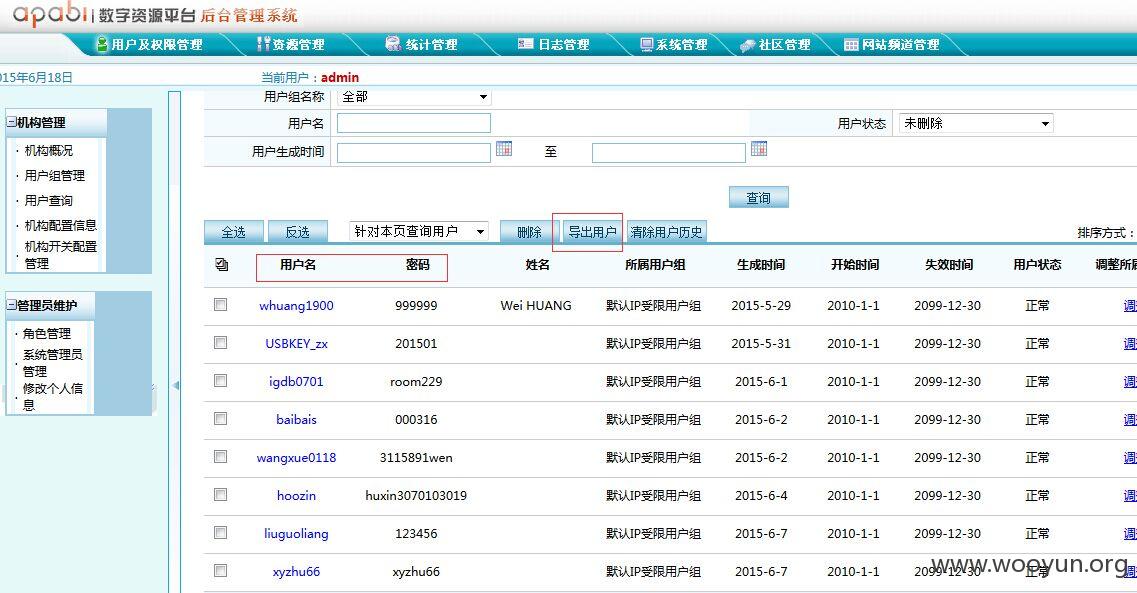 apabi 数字资源平台 后台管理系统
用户及权限管理 资源管理 统计管理 日志管理 系统管理 社区管理 网站频道管理
015年6月18日 当前用户：admin
机构管理
· 机构概况
· 用户组管理
· 用户查询
· 机构配置信息
· 机构开关配置
管理
管理员维护
· 角色管理
· 系统管理员
管理
· 修改个人信
息
用户组名称 全部
用户名 用户状态 未删除
用户生成时间 至
查询
全选 反选 针对本页查询用户 删除 导出用户 清除用户历史 排序方式：
用户名 密码 姓名 所属用户组 生成时间 开始时间 失效时间 用户状态 调整所
whuang1900 999999 Wei HUANG 默认IP受限用户组 2015-5-29 2010-1-1 2099-12-30 正常 调
USBKEY_zx 201501 默认IP受限用户组 2015-5-31 2010-1-1 2099-12-30 正常 调
igdb0701 room229 默认IP受限用户组 2015-6-1 2010-1-1 2099-12-30 正常 调
baibais 000316 默认IP受限用户组 2015-6-2 2010-1-1 2099-12-30 正常 调
wangxue0118 3115891wen 默认IP受限用户组 2015-6-2 2010-1-1 2099-12-30 正常 调
hoozin huxin3070103019 默认IP受限用户组 2015-6-4 2010-1-1 2099-12-30 正常 调
liuguoliang 123456 默认IP受限用户组 2015-6-7 2010-1-1 2099-12-30 正常 调
xyzhu66 xyzhu66 默认IP受限用户组 2015-6-7 2010-1-1 2099-12-30 正常 调
www.wooyun.org